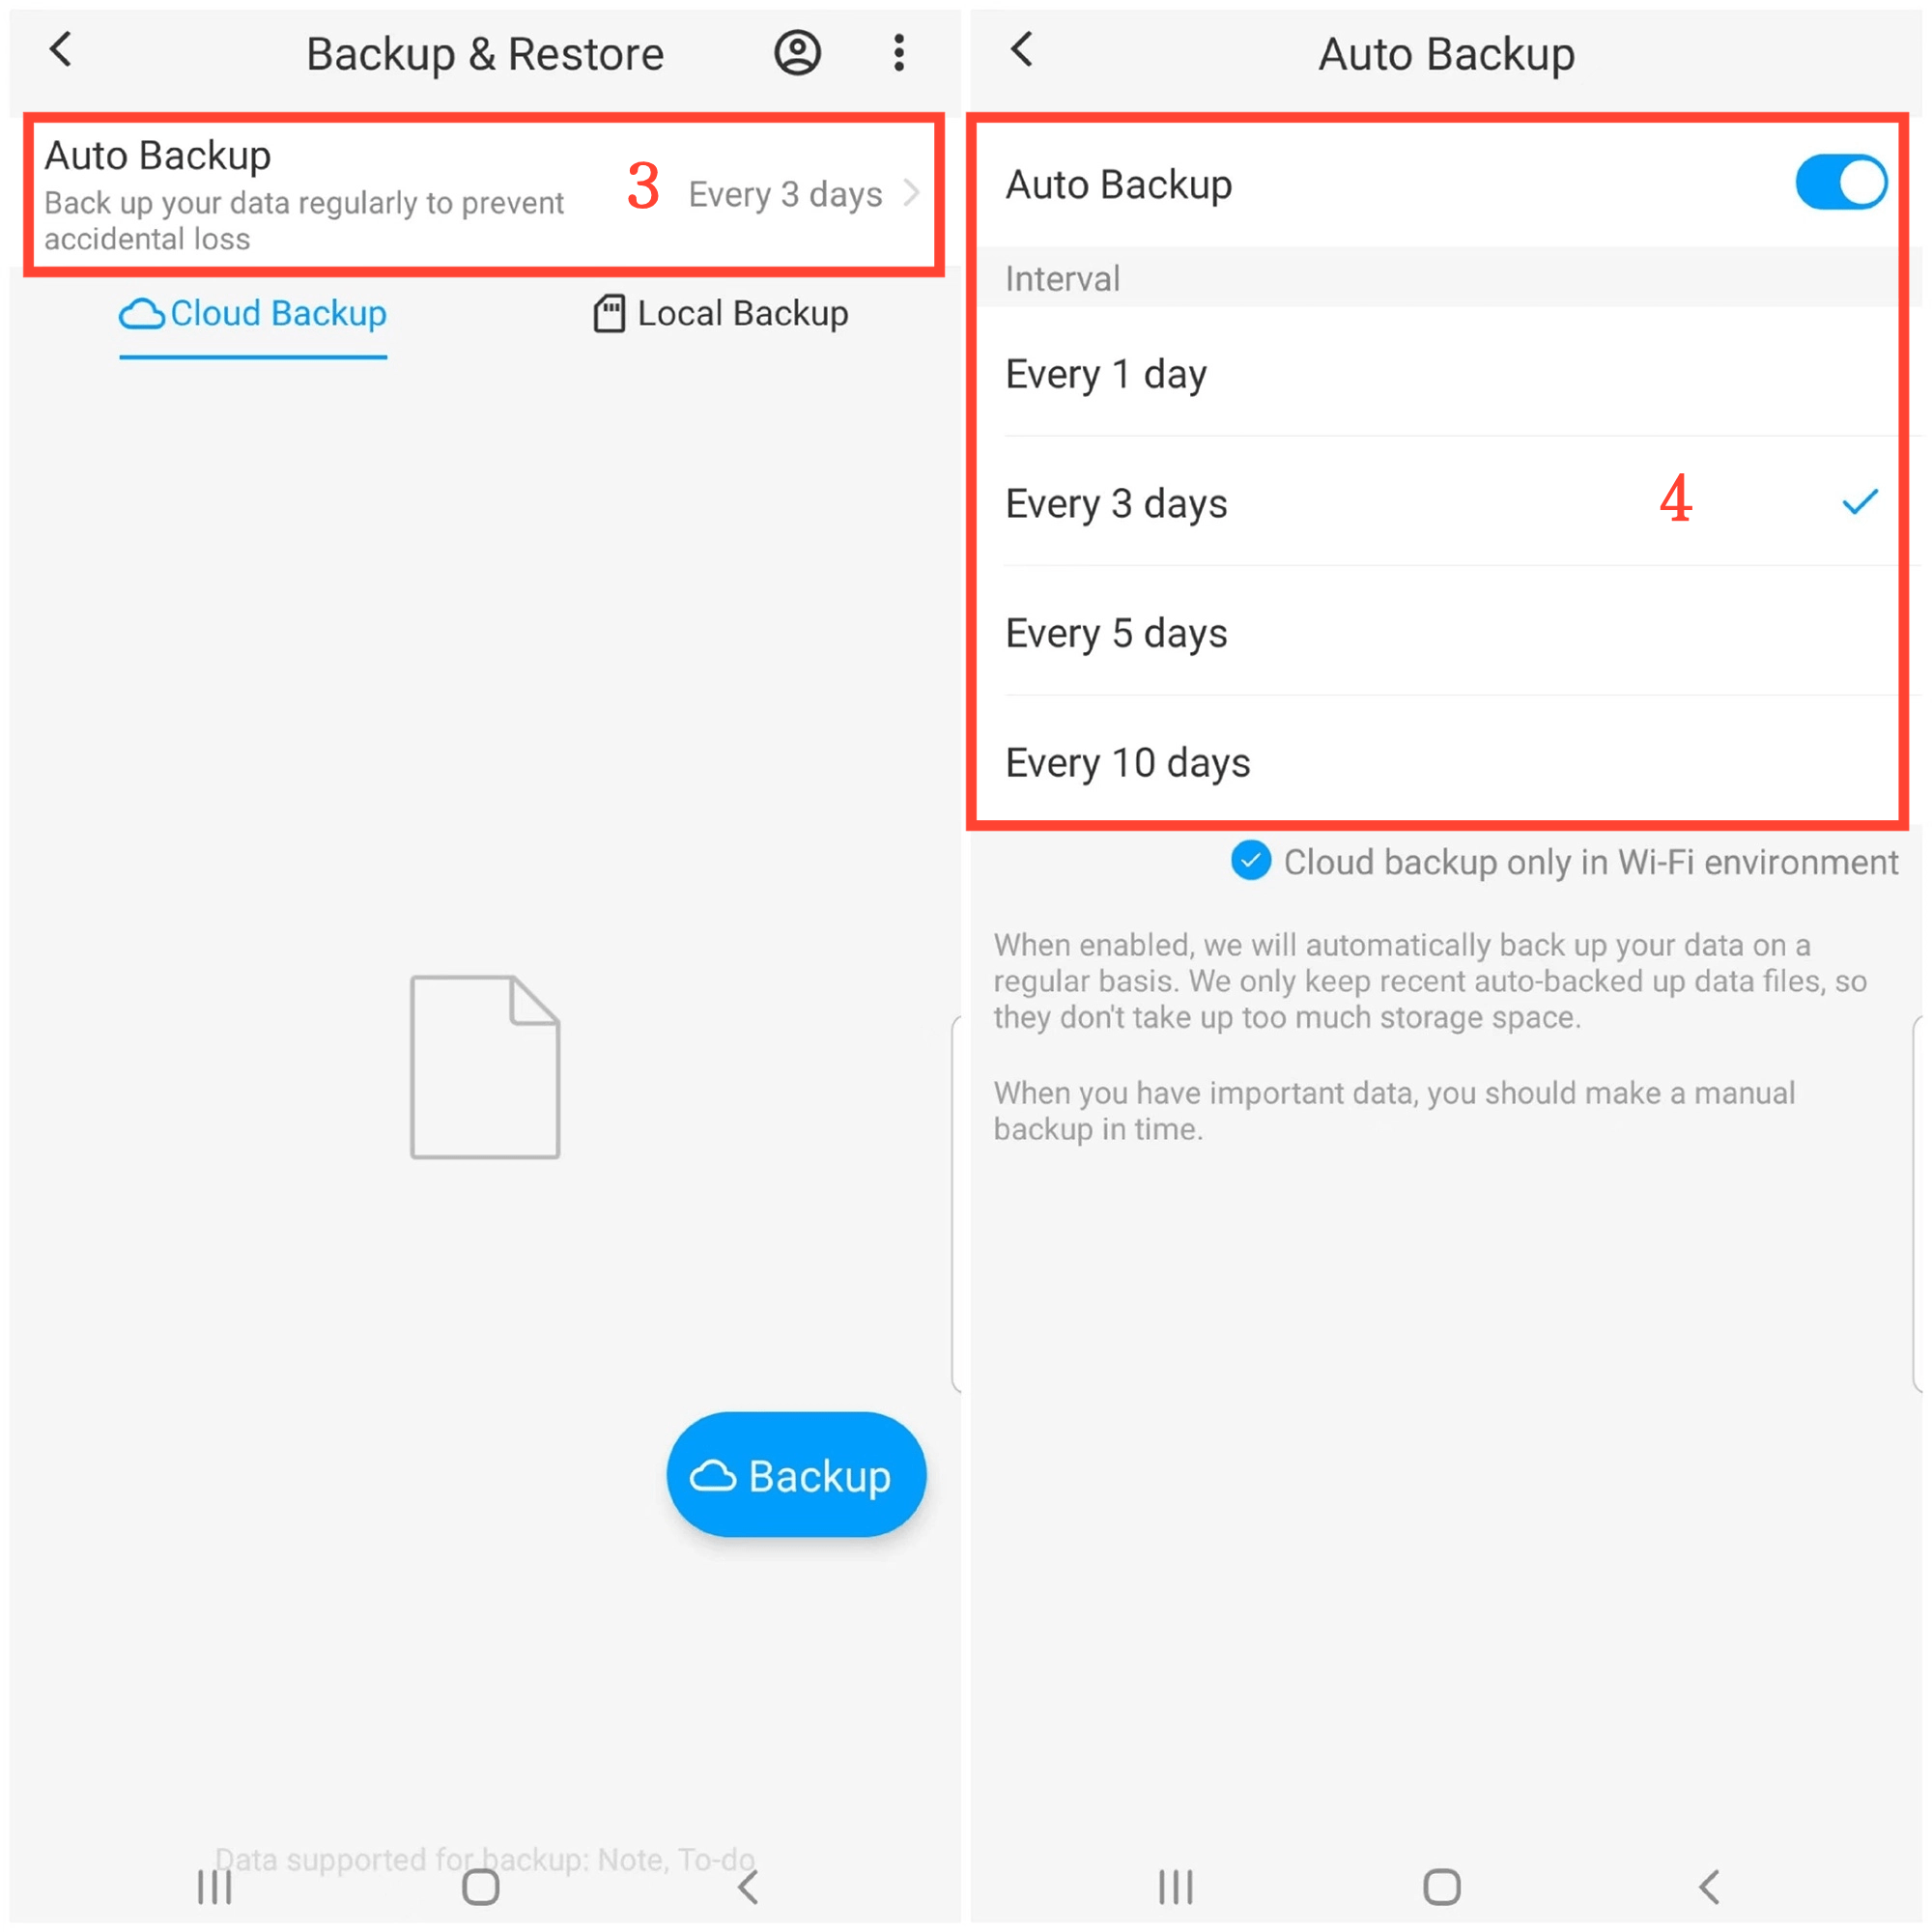 Backup & Restore
Auto Backup
Back up your data regularly to prevent
accidental loss
3
Every 3 days
Cloud Backup
Local Backup
Backup
Data supported for backup: Note, To-do
Auto Backup
Auto Backup
Interval
Every 1 day
Every 3 days
4
Every 5 days
Every 10 days
Cloud backup only in Wi-Fi environment
When enabled, we will automatically back up your data on a
regular basis. We only keep recent auto-backed up data files, so
they don't take up too much storage space.
When you have important data, you should make a manual
backup in time.